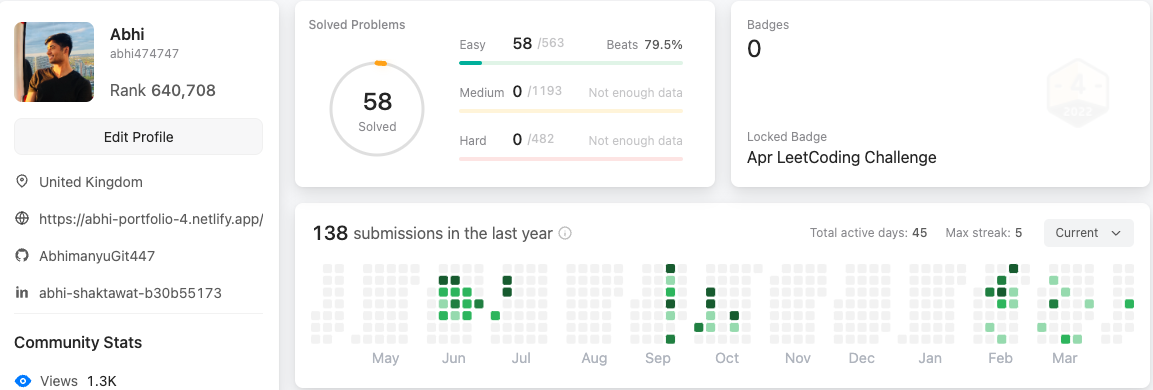 Abhi
abhi474747
Rank 640,708
Edit Profile
United Kingdom
https://abhi-portfolio-4.netlify.app/
AbhimanyuGit447
abhi-shaktawat-b30b55173
Community Stats
Views 1.3K
Solved Problems
58
Solved
Easy 58 /563 Beats 79.5%
Medium 0 /1193 Not enough data
Hard 0 /482 Not enough data
Badges
0
4
2022
Locked Badge
Apr LeetCoding Challenge
138 submissions in the last year
Total active days: 45 Max streak: 5 Current
May Jun Jul Aug Sep Oct Nov Dec Jan Feb Mar